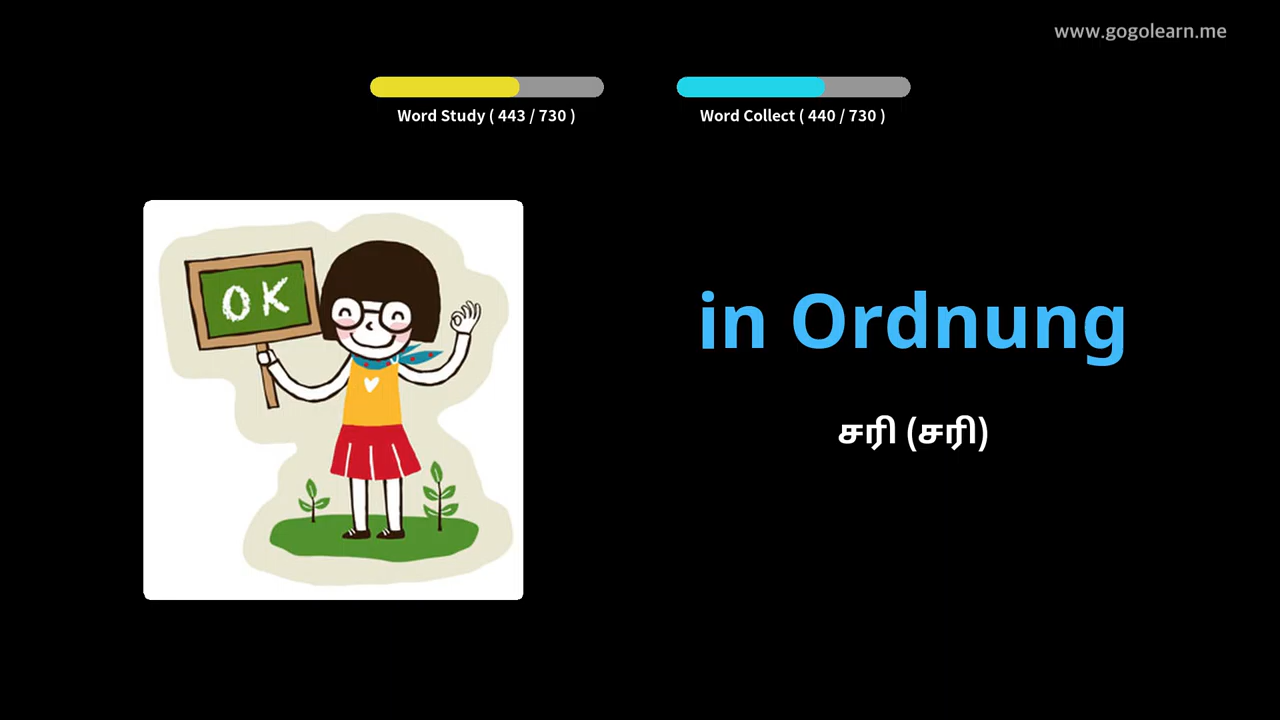 www.gogolearn.me
Word Study ( 443 / 730 )
Word Collect ( 440 / 730 )
OK
in Ordnung
சரி (சரி)